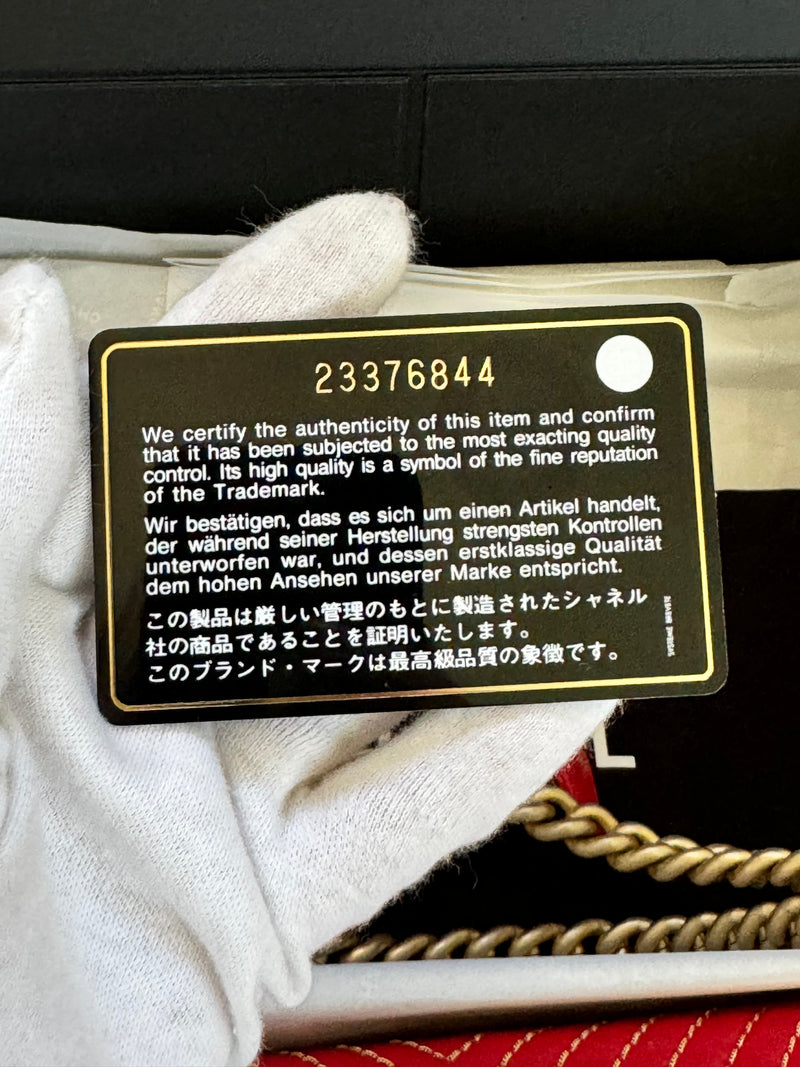 23376844
We certify the authenticity of this item and confirm
that it has been subjected to the most exacting quality
control. Its high quality is a symbol of the fine reputation
of the Trademark.
Wir bestätigen, dass es sich um einen Artikel handelt,
der während seiner Herstellung strengsten Kontrollen
unterworfen war, und dessen erstklassige Qualität
dem hohen Ansehen unserer Marke entspricht.
この製品は厳しい管理のもとに製造されたシャネル
社の商品であることを証明いたします。
このブランド・マークは最高級品質の象徴です。
L